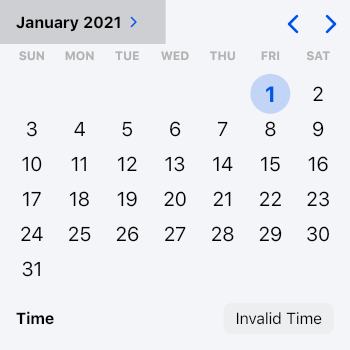 January 2021
SUN MON TUE WED THU FRI SAT
1 2
3 4 5 6 7 8 9
10 11 12 13 14 15 16
17 18 19 20 21 22 23
24 25 26 27 28 29 30
31
Time Invalid Time